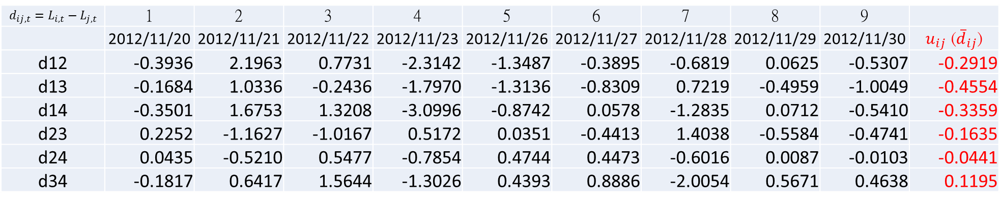 d_{ij,t} = L_{i,t} − L_{j,t} 1 2 3 4 5 6 7 8 9
2012/11/20 2012/11/21 2012/11/22 2012/11/23 2012/11/26 2012/11/27 2012/11/28 2012/11/29 2012/11/30 u_{ij} (d̄_{ij})
d12 -0.3936 2.1963 0.7731 -2.3142 -1.3487 -0.3895 -0.6819 0.0625 -0.5307 -0.2919
d13 -0.1684 1.0336 -0.2436 -1.7970 -1.3136 -0.8309 0.7219 -0.4959 -1.0049 -0.4554
d14 -0.3501 1.6753 1.3208 -3.0996 -0.8742 0.0578 -1.2835 0.0712 -0.5410 -0.3359
d23 0.2252 -1.1627 -1.0167 0.5172 0.0351 -0.4413 1.4038 -0.5584 -0.4741 -0.1635
d24 0.0435 -0.5210 0.5477 -0.7854 0.4744 0.4473 -0.6016 0.0087 -0.0103 -0.0441
d34 -0.1817 0.6417 1.5644 -1.3026 0.4393 0.8886 -2.0054 0.5671 0.4638 0.1195